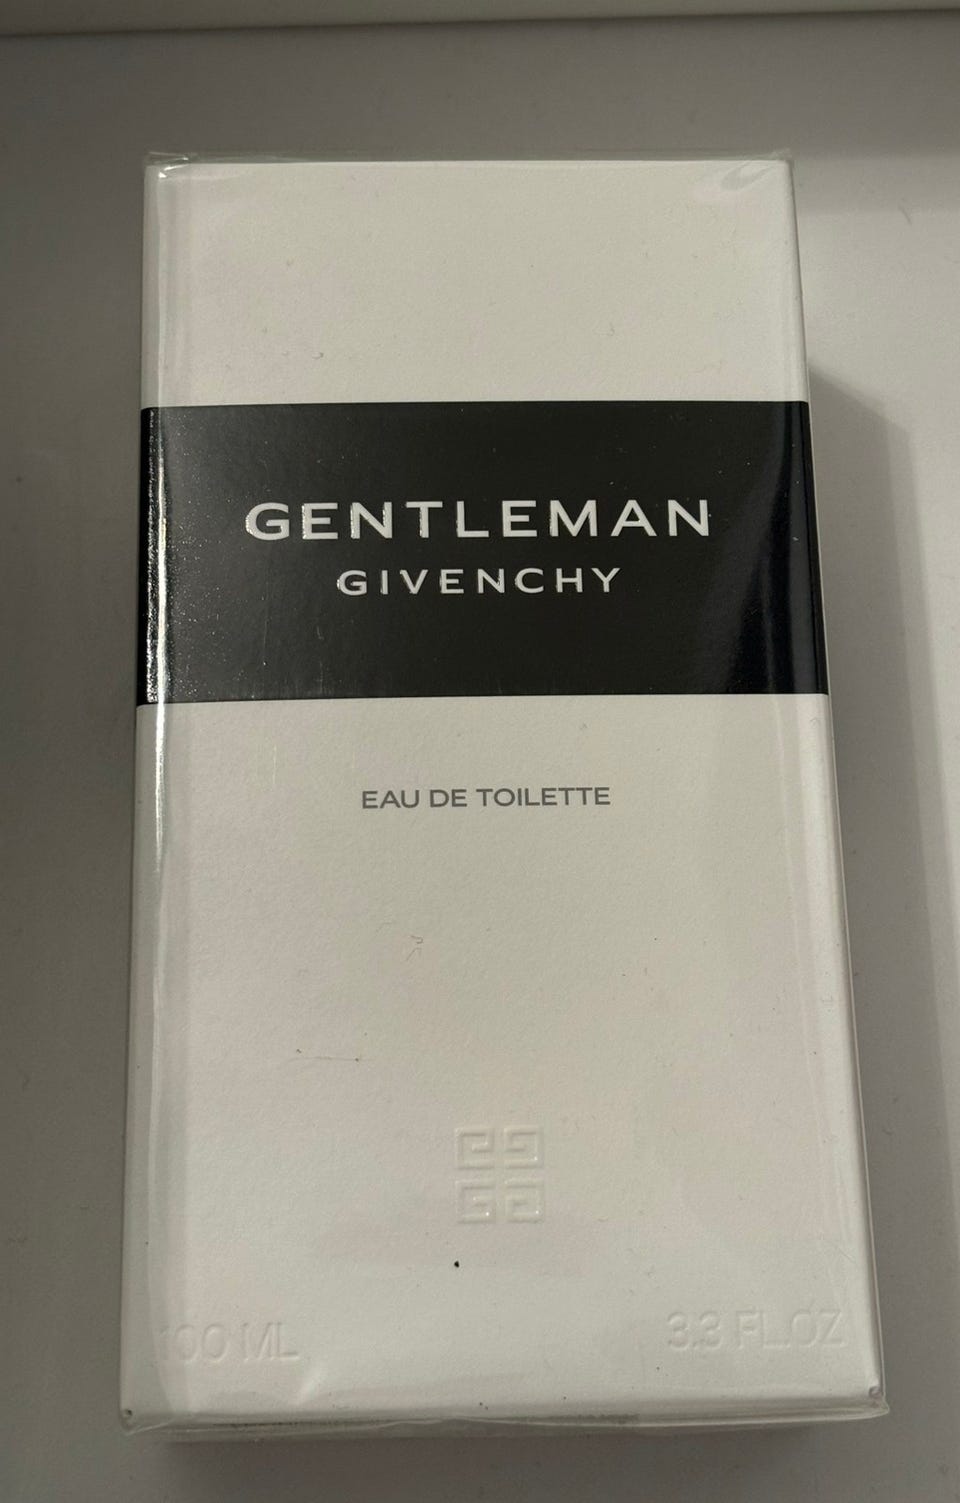 GENTLEMAN
GIVENCHY
EAU DE TOILETTE
100 ML 3.3 FL.OZ